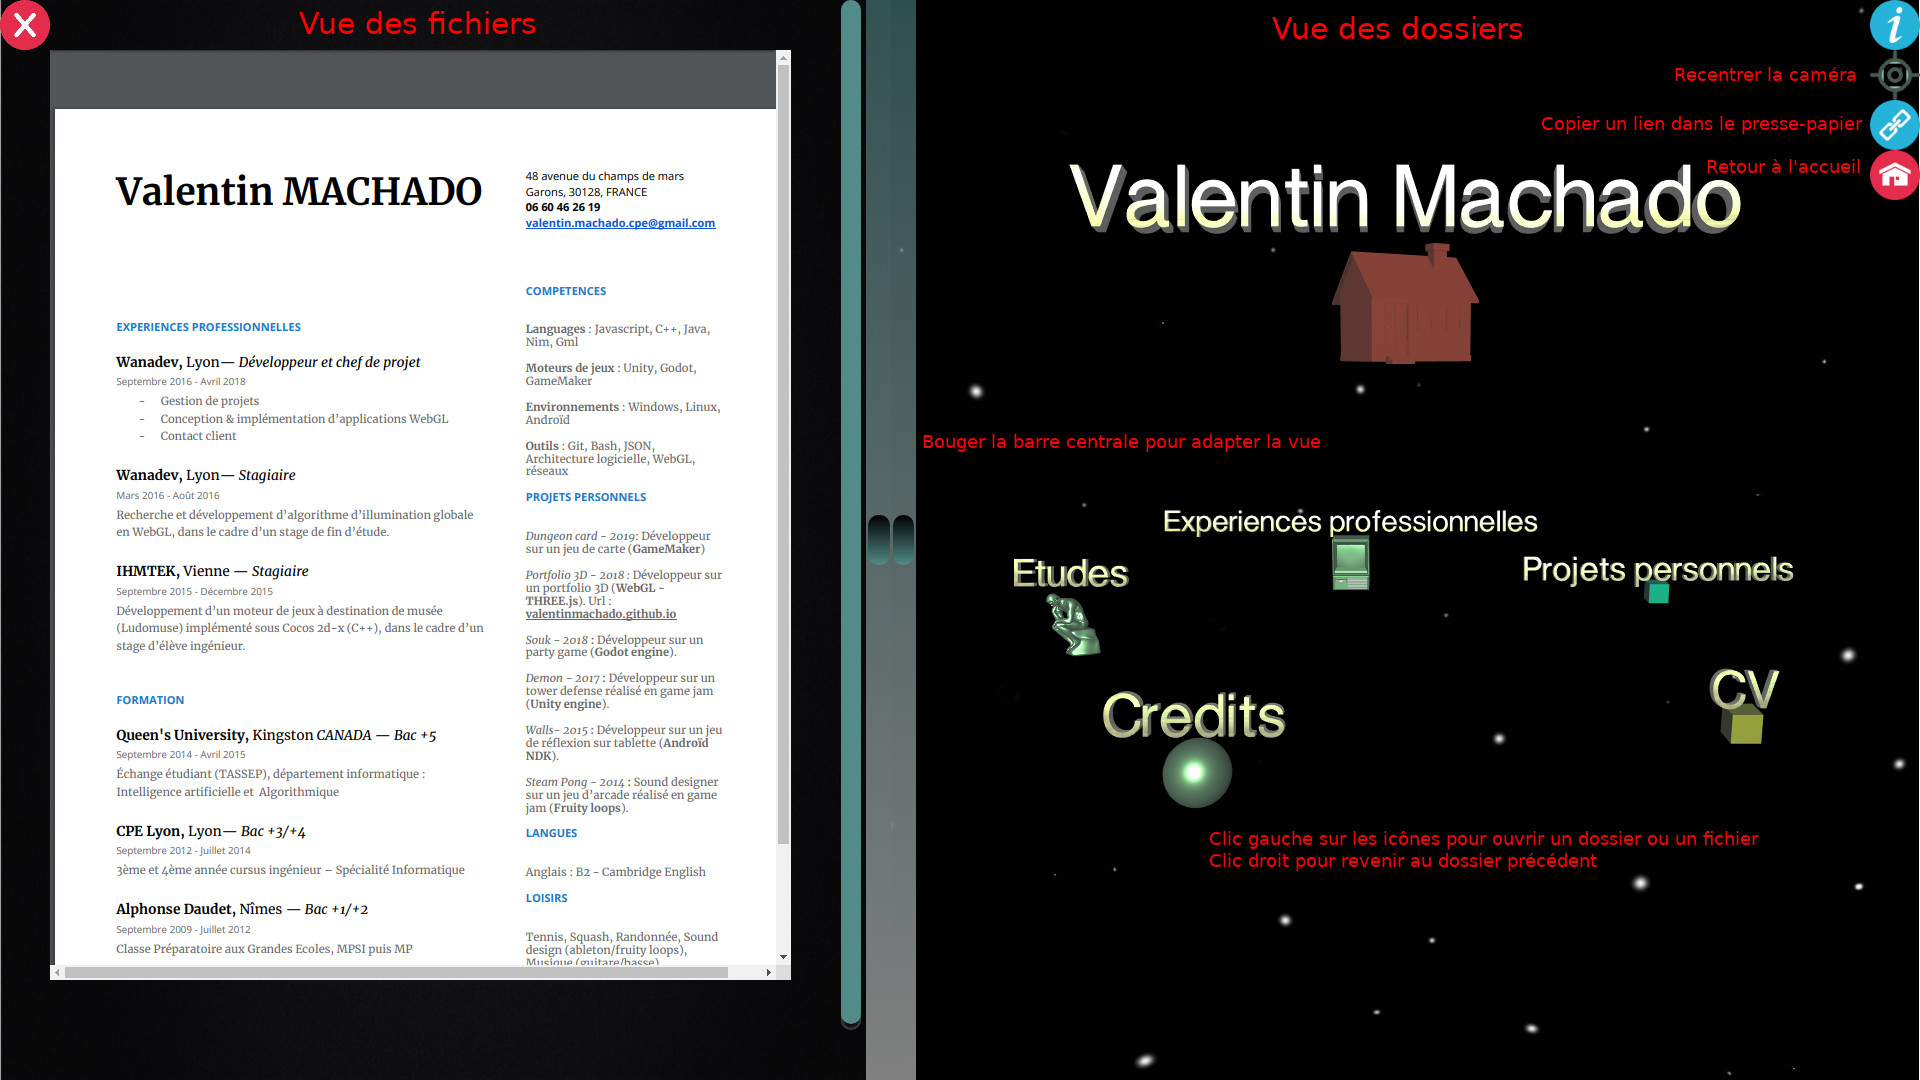 Vue des fichiers
Valentin MACHADO
48 avenue du champs de mars
Garons, 30128, FRANCE
06 60 46 26 19
valentin.machado.cpe@gmail.com
EXPERIENCES PROFESSIONNELLES
Wanadev, Lyon— Développeur et chef de projet
Septembre 2016 - Avril 2018
- Gestion de projets
- Conception & implémentation d'applications WebGL
- Contact client
Wanadev, Lyon— Stagiaire
Mars 2016 - Août 2016
Recherche et développement d'algorithme d'illumination globale
en WebGL, dans le cadre d'un stage de fin d'étude.
IHMTEK, Vienne — Stagiaire
Septembre 2015 - Décembre 2015
Développement d'un moteur de jeux à destination de musée
(Ludomuse) implémenté sous Cocos 2d-x (C++), dans le cadre d'un
stage d'élève ingénieur.
FORMATION
Queen's University, Kingston CANADA — Bac +5
Septembre 2014 - Avril 2015
Échange étudiant (TASSEP), département informatique :
Intelligence artificielle et Algorithmique
CPE Lyon, Lyon— Bac +3/+4
Septembre 2012 - Juillet 2014
3ème et 4ème année cursus ingénieur – Spécialité Informatique
Alphonse Daudet, Nîmes — Bac +1/+2
Septembre 2009 - Juillet 2012
Classe Préparatoire aux Grandes Ecoles, MPSI puis MP
COMPETENCES
Languages : Javascript, C++, Java,
Nim, Gml
Moteurs de jeux : Unity, Godot,
GameMaker
Environnements : Windows, Linux,
Androïd
Outils : Git, Bash, JSON,
Architecture logicielle, WebGL,
réseaux
PROJETS PERSONNELS
Dungeon card - 2019: Développeur
sur un jeu de carte (GameMaker)
Portfolio 3D - 2018 : Développeur sur
un portfolio 3D (WebGL -
THREE.js). Url :
valentinmachado.github.io
Souk - 2018 : Développeur sur un
party game (Godot engine).
Demon - 2017 : Développeur sur un
tower defense réalisé en game jam
(Unity engine).
Walls- 2015 : Développeur sur un jeu
de réflexion sur tablette (Androïd
NDK).
Steam Pong - 2014 : Sound designer
sur un jeu d'arcade réalisé en game
jam (Fruity loops).
LANGUES
Anglais : B2 - Cambridge English
LOISIRS
Tennis, Squash, Randonnée, Sound
design (ableton/fruity loops),
Musique (guitare/basse)
Vue des dossiers
Recentrer la caméra
Copier un lien dans le presse-papier
Retour à l'accueil
Valentin Machado
Bouger la barre centrale pour adapter la vue
Experiences professionnelles
Etudes
Projets personnels
CV
Credits
Clic gauche sur les icônes pour ouvrir un dossier ou un fichier
Clic droit pour revenir au dossier précédent